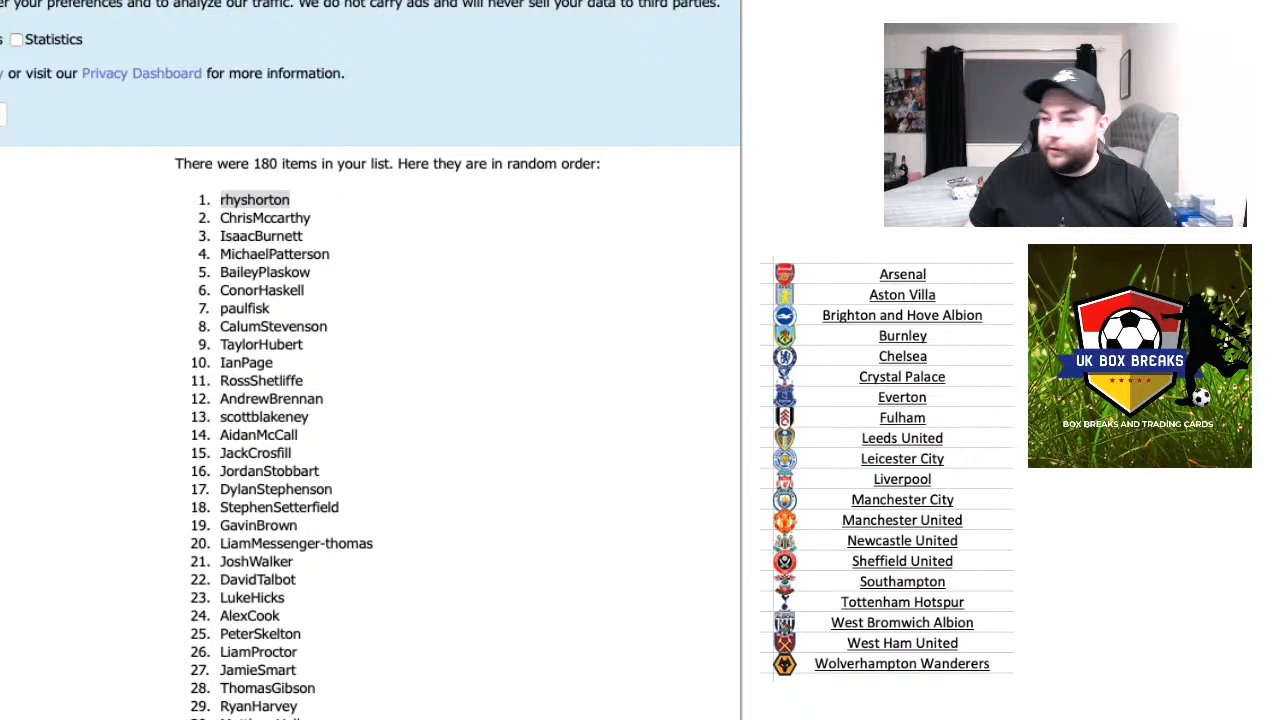 er your preferences and to analyze our traffic. We do not carry ads and will never sell your data to third parties.
s Statistics
y or visit our Privacy Dashboard for more information.
There were 180 items in your list. Here they are in random order:
1. rhyshorton
2. ChrisMccarthy
3. IsaacBurnett
4. MichaelPatterson
5. BaileyPlaskow
6. ConorHaskell
7. paulfisk
8. CalumStevenson
9. TaylorHubert
10. IanPage
11. RossShetliffe
12. AndrewBrennan
13. scottblakeney
14. AidanMcCall
15. JackCrosfill
16. JordanStobbart
17. DylanStephenson
18. StephenSetterfield
19. GavinBrown
20. LiamMessenger-thomas
21. JoshWalker
22. DavidTalbot
23. LukeHicks
24. AlexCook
25. PeterSkelton
26. LiamProctor
27. JamieSmart
28. ThomasGibson
29. RyanHarvey
Arsenal
Aston Villa
Brighton and Hove Albion
Burnley
Chelsea
Crystal Palace
Everton
Fulham
Leeds United
Leicester City
Liverpool
Manchester City
Manchester United
Newcastle United
Sheffield United
Southampton
Tottenham Hotspur
West Bromwich Albion
West Ham United
Wolverhampton Wanderers
UK BOX BREAKS
BOX BREAKS AND TRADING CARDS